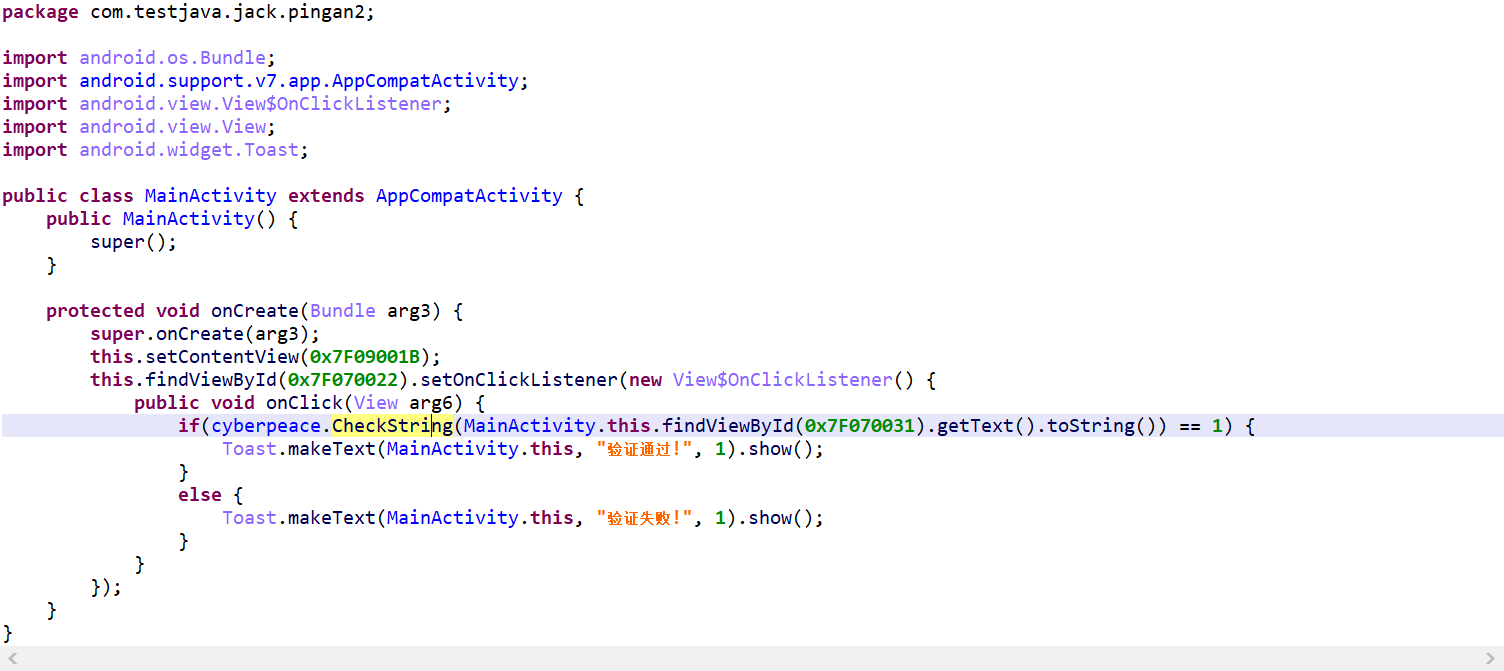 package com.testjava.jack.pingan2;

import android.os.Bundle;
import android.support.v7.app.AppCompatActivity;
import android.view.View$OnClickListener;
import android.view.View;
import android.widget.Toast;

public class MainActivity extends AppCompatActivity {
    public MainActivity() {
        super();
    }

    protected void onCreate(Bundle arg3) {
        super.onCreate(arg3);
        this.setContentView(0x7F09001B);
        this.findViewById(0x7F070022).setOnClickListener(new View$OnClickListener() {
            public void onClick(View arg6) {
                if(cyberpeace.CheckString(MainActivity.this.findViewById(0x7F070031).getText().toString()) == 1) {
                    Toast.makeText(MainActivity.this, "验证通过!", 1).show();
                }
                else {
                    Toast.makeText(MainActivity.this, "验证失败!", 1).show();
                }
            }
        });
    }
}